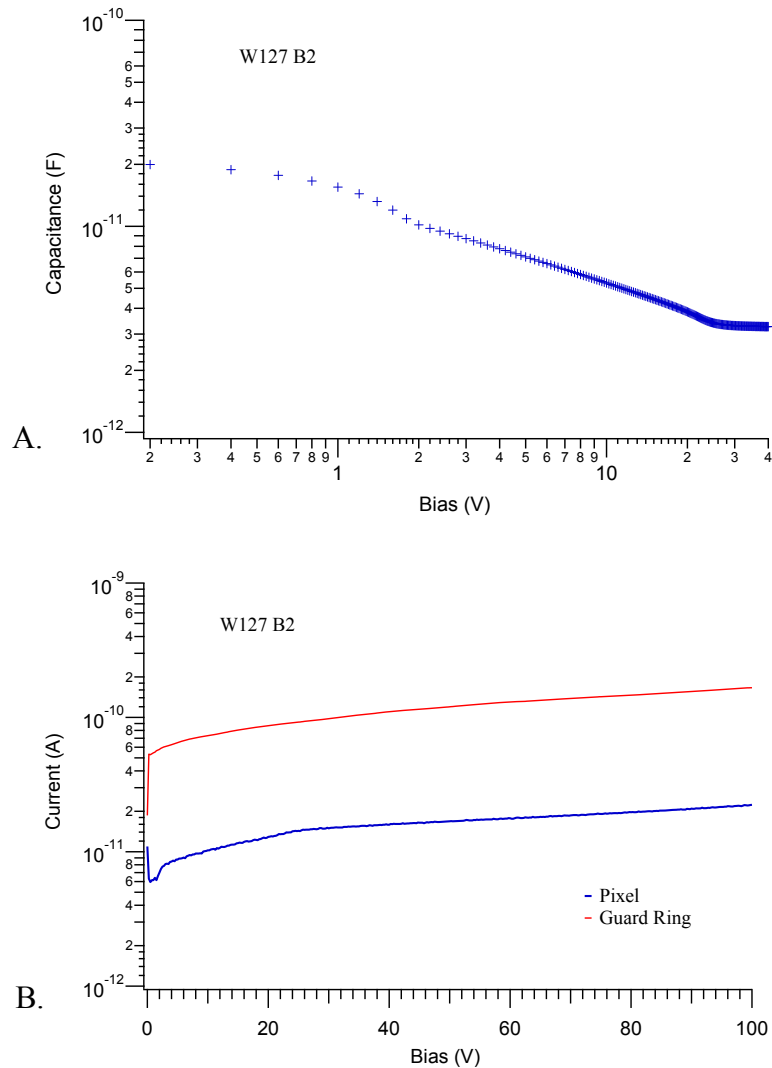 10-10
6
5
4
3
2
10-11
6
5
4
3
2
10-12
Capacitance (F)
W127 B2
A.
2 3 4 5 6 7 8 9 1 2 3 4 5 6 7 8 9 10 2 3 4
Bias (V)
10-9
8
6
4
2
10-10
8
6
4
2
10-11
8
6
4
2
10-12
Current (A)
W127 B2
Pixel
Guard Ring
B.
0 20 40 60 80 100
Bias (V)